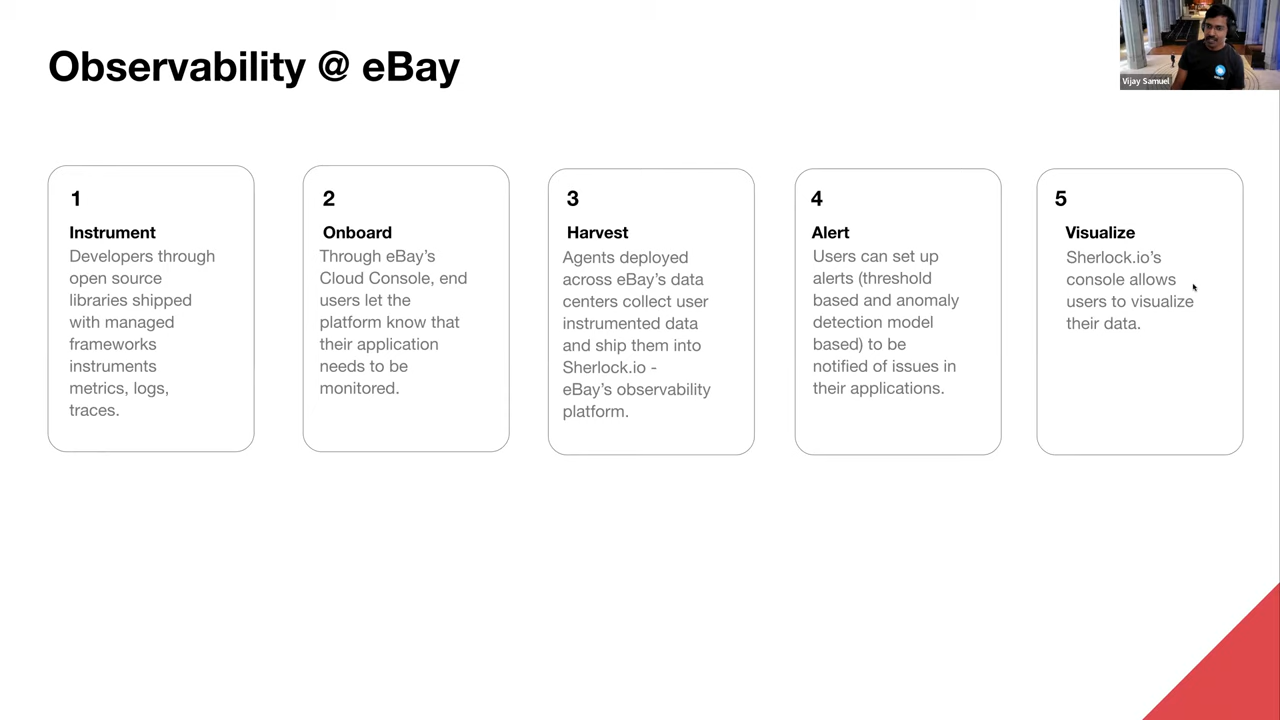 Observability @ eBay
Vijay Samuel
1
Instrument
Developers through
open source
libraries shipped
with managed
frameworks
instruments
metrics, logs,
traces.
2
Onboard
Through eBay's
Cloud Console, end
users let the
platform know that
their application
needs to be
monitored.
3
Harvest
Agents deployed
across eBay's data
centers collect user
instrumented data
and ship them into
Sherlock.io -
eBay's observability
platform.
4
Alert
Users can set up
alerts (threshold
based and anomaly
detection model
based) to be
notified of issues in
their applications.
5
Visualize
Sherlock.io's
console allows
users to visualize
their data.